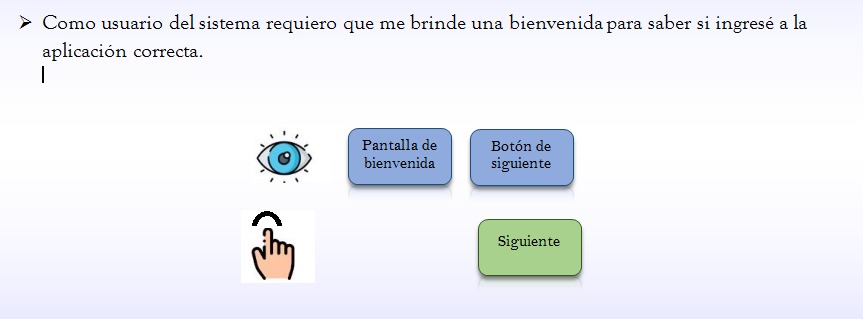 ➢ Como usuario del sistema requiero que me brinde una bienvenida para saber si ingresé a la
aplicación correcta.
Pantalla de
bienvenida
Botón de
siguiente
Siguiente